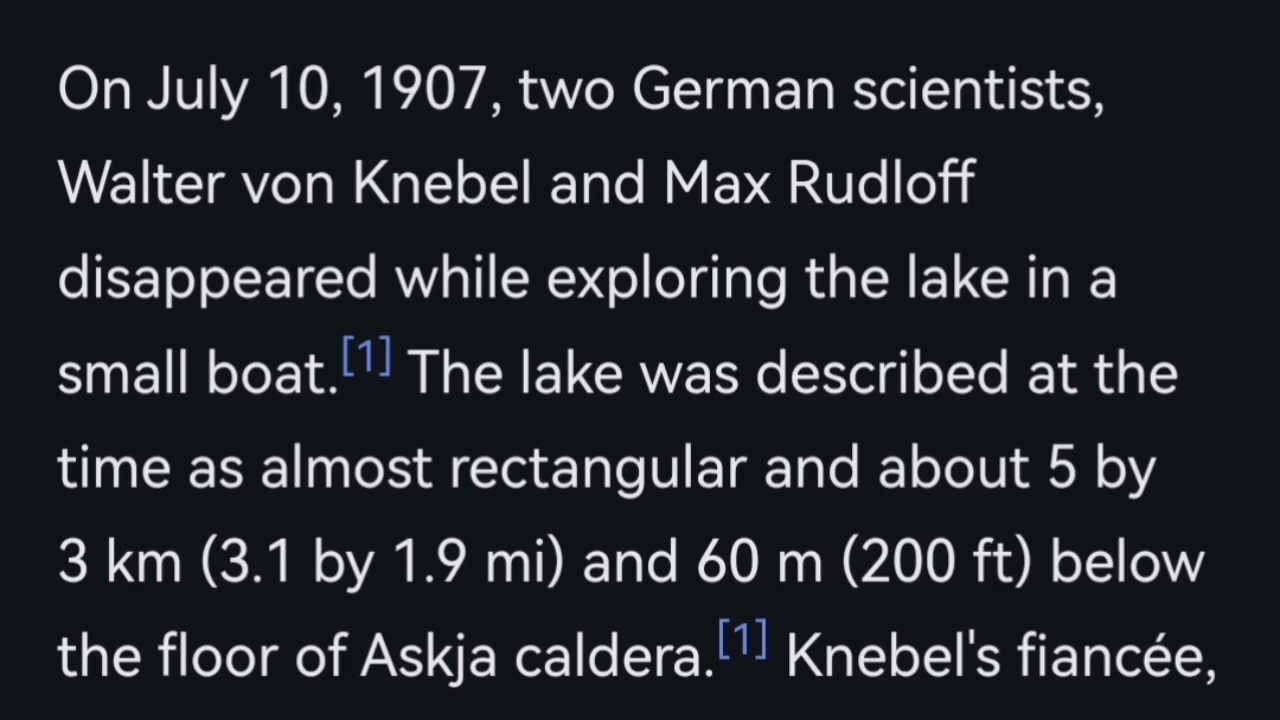 On July 10, 1907, two German scientists,
Walter von Knebel and Max Rudloff
disappeared while exploring the lake in a
small boat.[1] The lake was described at the
time as almost rectangular and about 5 by
3 km (3.1 by 1.9 mi) and 60 m (200 ft) below
the floor of Askja caldera.[1] Knebel's fiancée,